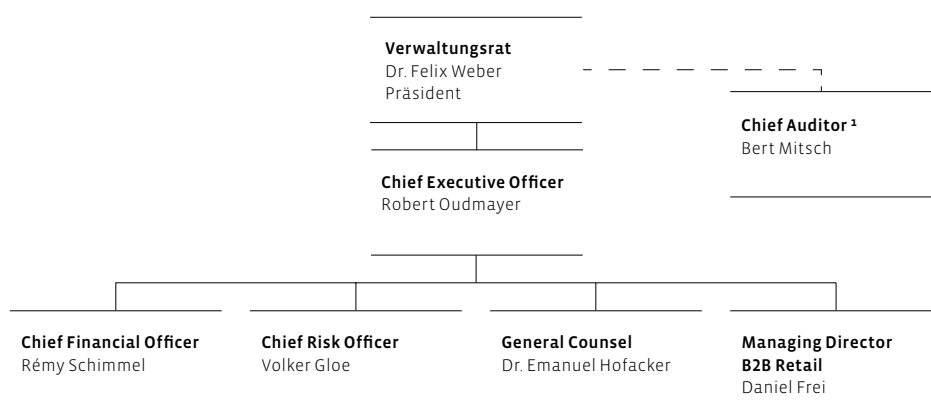 Verwaltungsrat
Dr. Felix Weber
Präsident
Chief Auditor ¹
Bert Mitsch
Chief Executive Officer
Robert Oudmayer
Chief Financial Officer
Rémy Schimmel
Chief Risk Officer
Volker Gloe
General Counsel
Dr. Emanuel Hofacker
Managing Director
B2B Retail
Daniel Frei